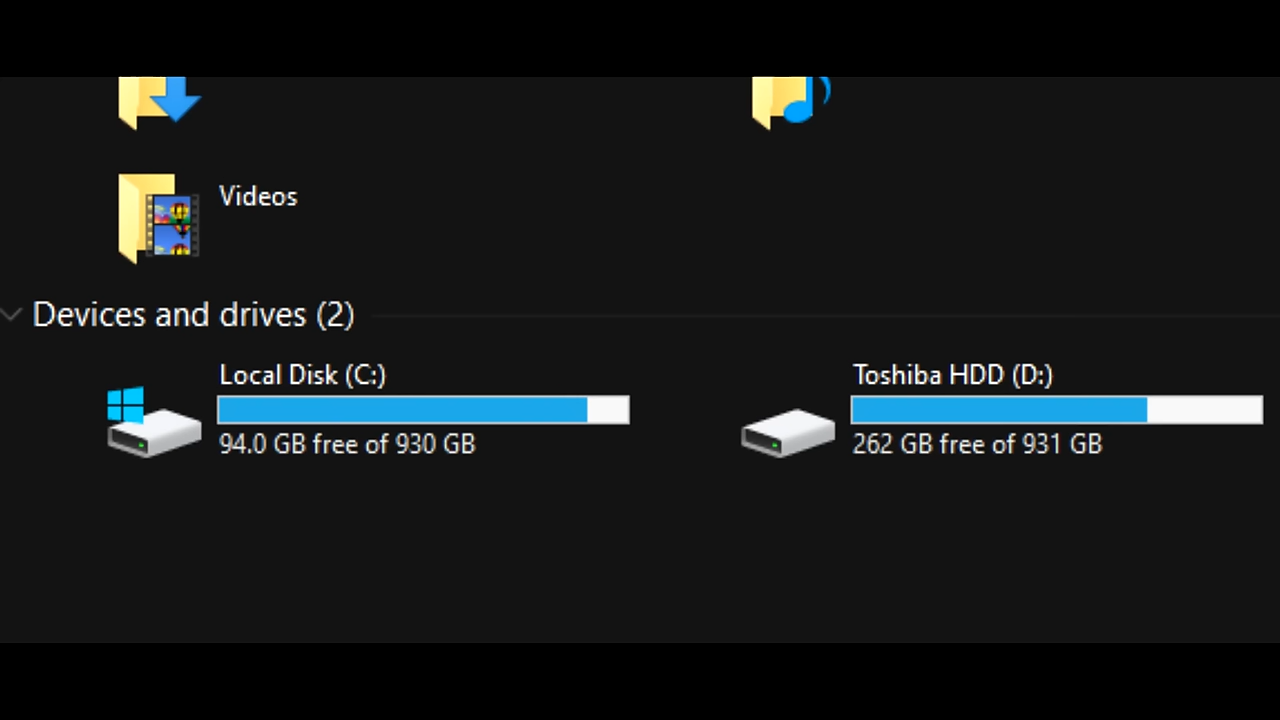 Videos
Devices and drives (2)
Local Disk (C:)
94.0 GB free of 930 GB
Toshiba HDD (D:)
262 GB free of 931 GB